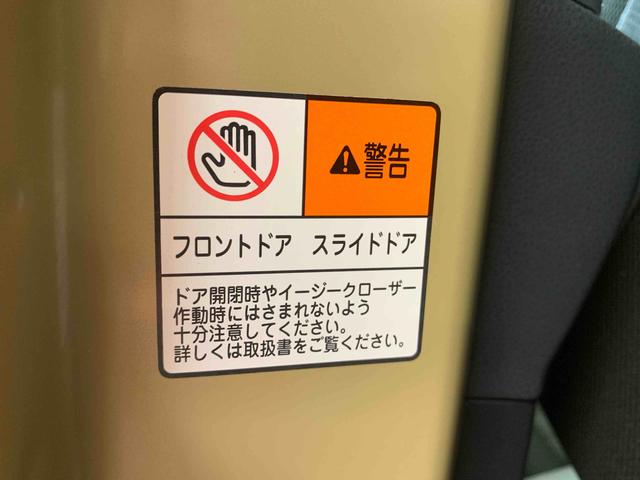 警告
フロントドア スライドドア
ドア開閉時やイージークローザー
作動時にはさまれないよう
十分注意してください。
詳しくは取扱書をご覧ください。